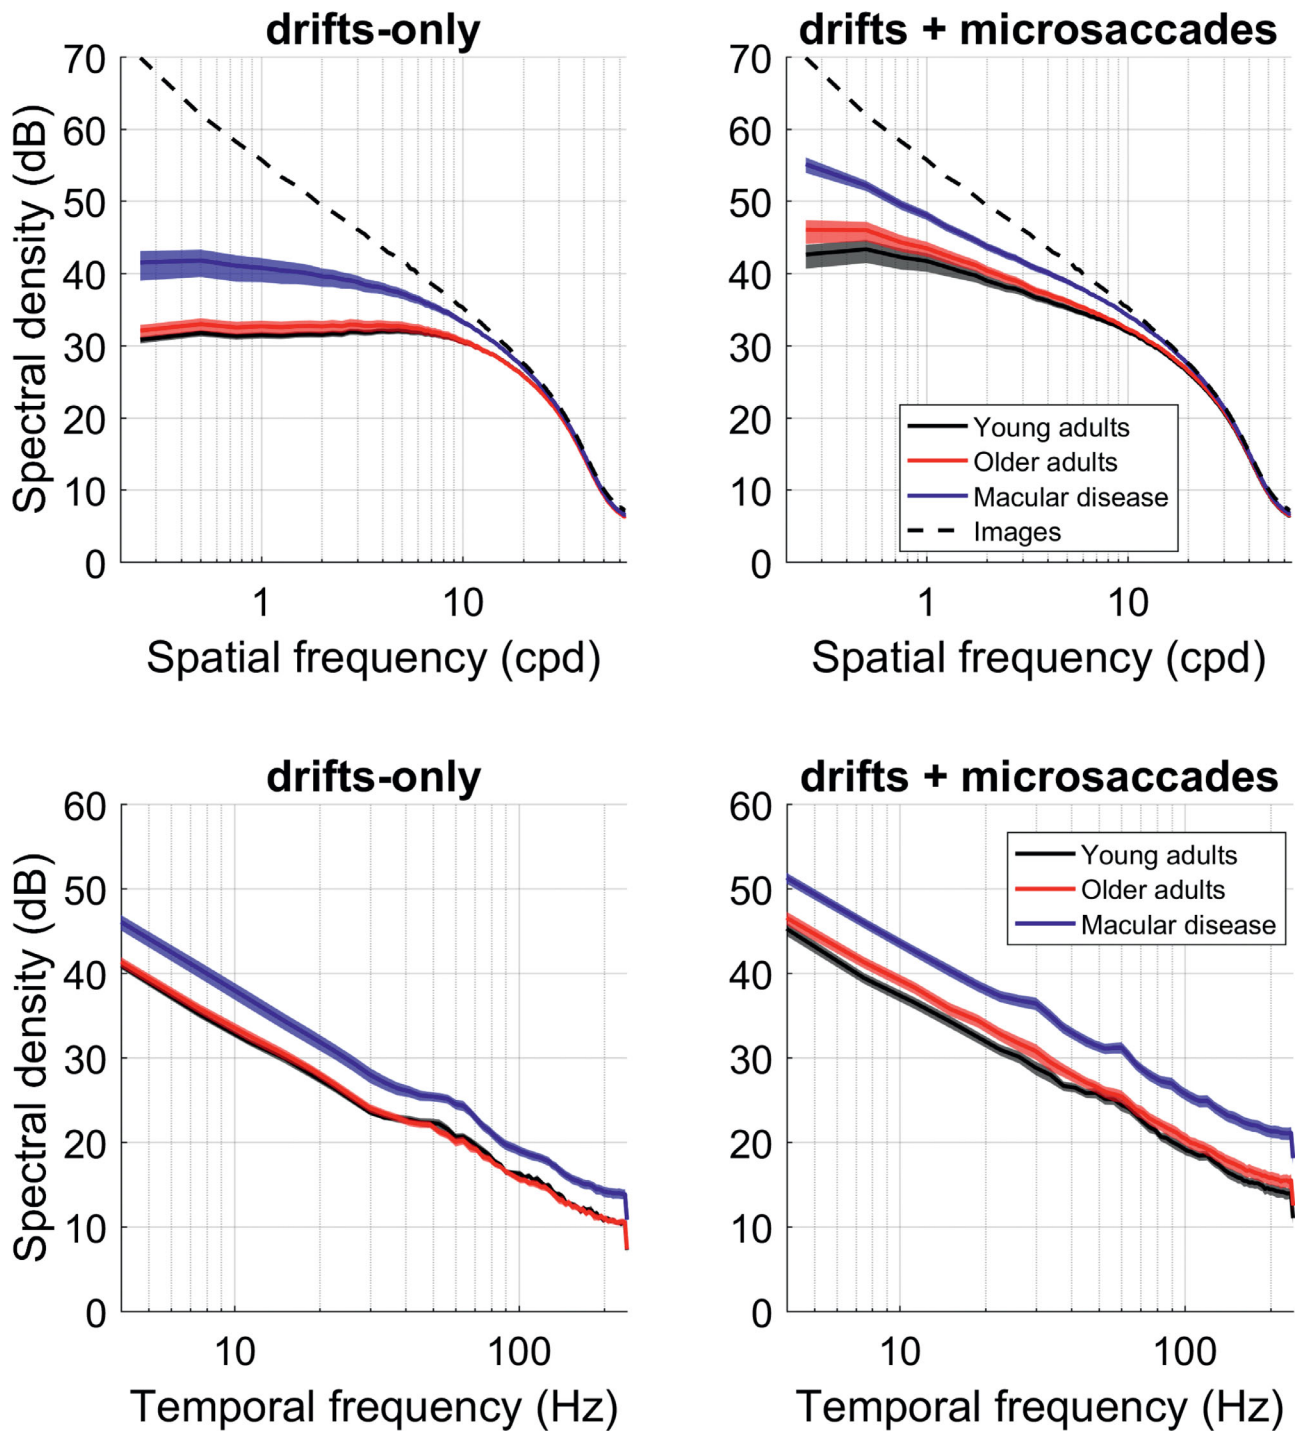 drifts-only
drifts + microsaccades
Spectral density (dB)
70
60
50
40
30
20
10
0
1
10
Spatial frequency (cpd)
70
60
50
40
30
20
10
0
Young adults
Older adults
Macular disease
Images
1
10
Spatial frequency (cpd)
drifts-only
drifts + microsaccades
Spectral density (dB)
60
50
40
30
20
10
0
10
100
Temporal frequency (Hz)
60
50
40
30
20
10
0
Young adults
Older adults
Macular disease
10
100
Temporal frequency (Hz)